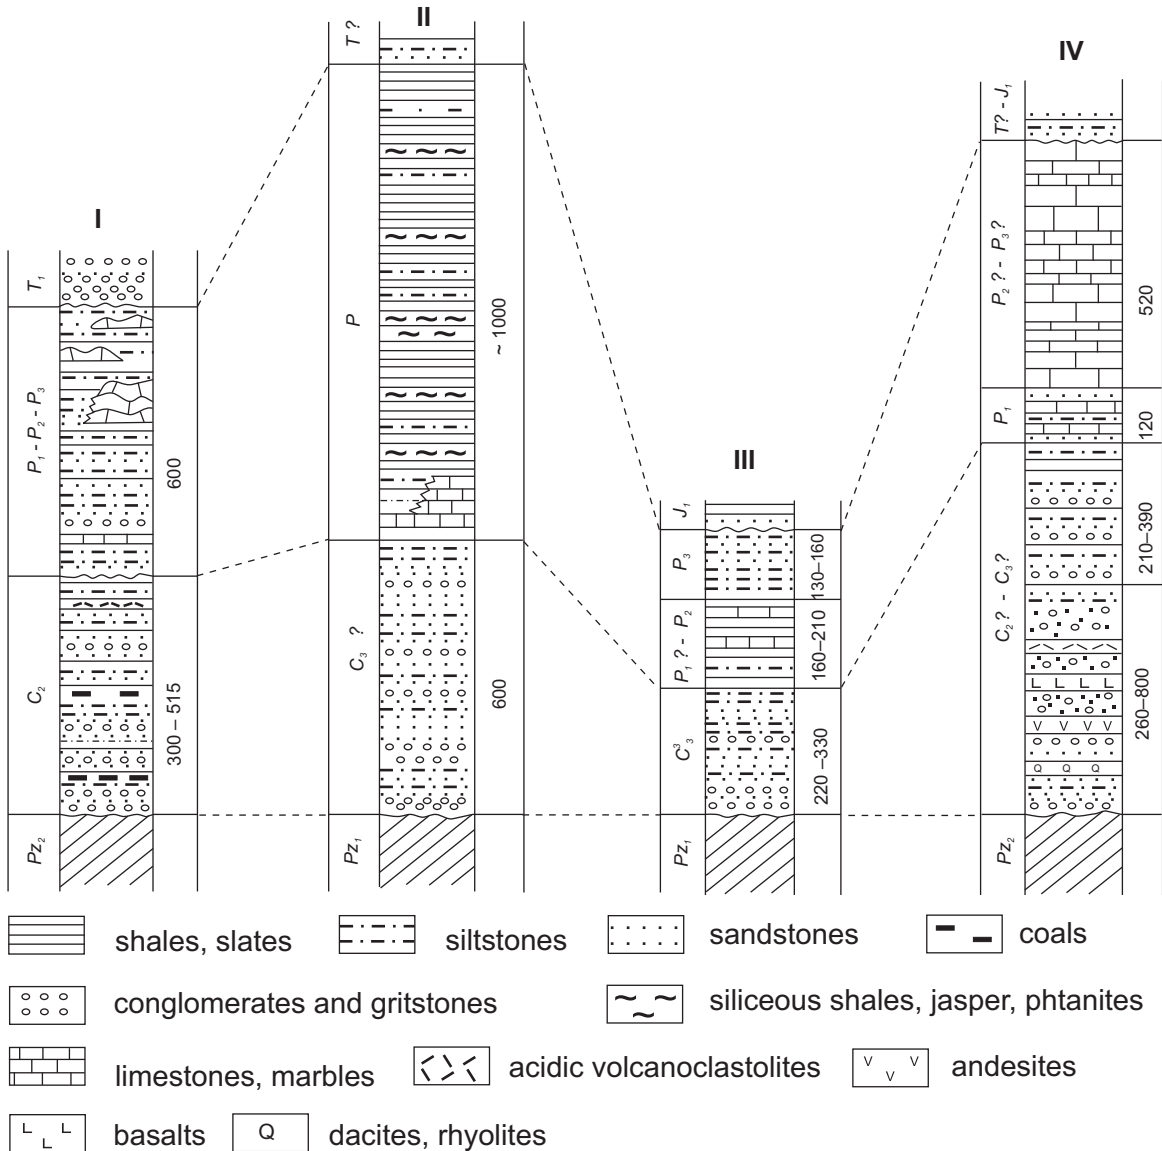 I
T₁
P₁ - P₂ - P₃
600
C₂
300 – 515
Pz₂
II
T ?
P
~ 1000
C₃ ?
600
Pz₁
III
J₁
P₃
130–160
P₁? - P₂
160–210
C³₃
220 –330
Pz₁
IV
T? - J₁
P₂ ? - P₃?
520
P₁
120
C₂? - C₃?
210–390
260–800
Q Q Q
Pz₂
shales, slates
siltstones
sandstones
coals
conglomerates and gritstones
siliceous shales, jasper, phtanites
limestones, marbles
acidic volcanoclastolites
andesites
basalts
Q
dacites, rhyolites